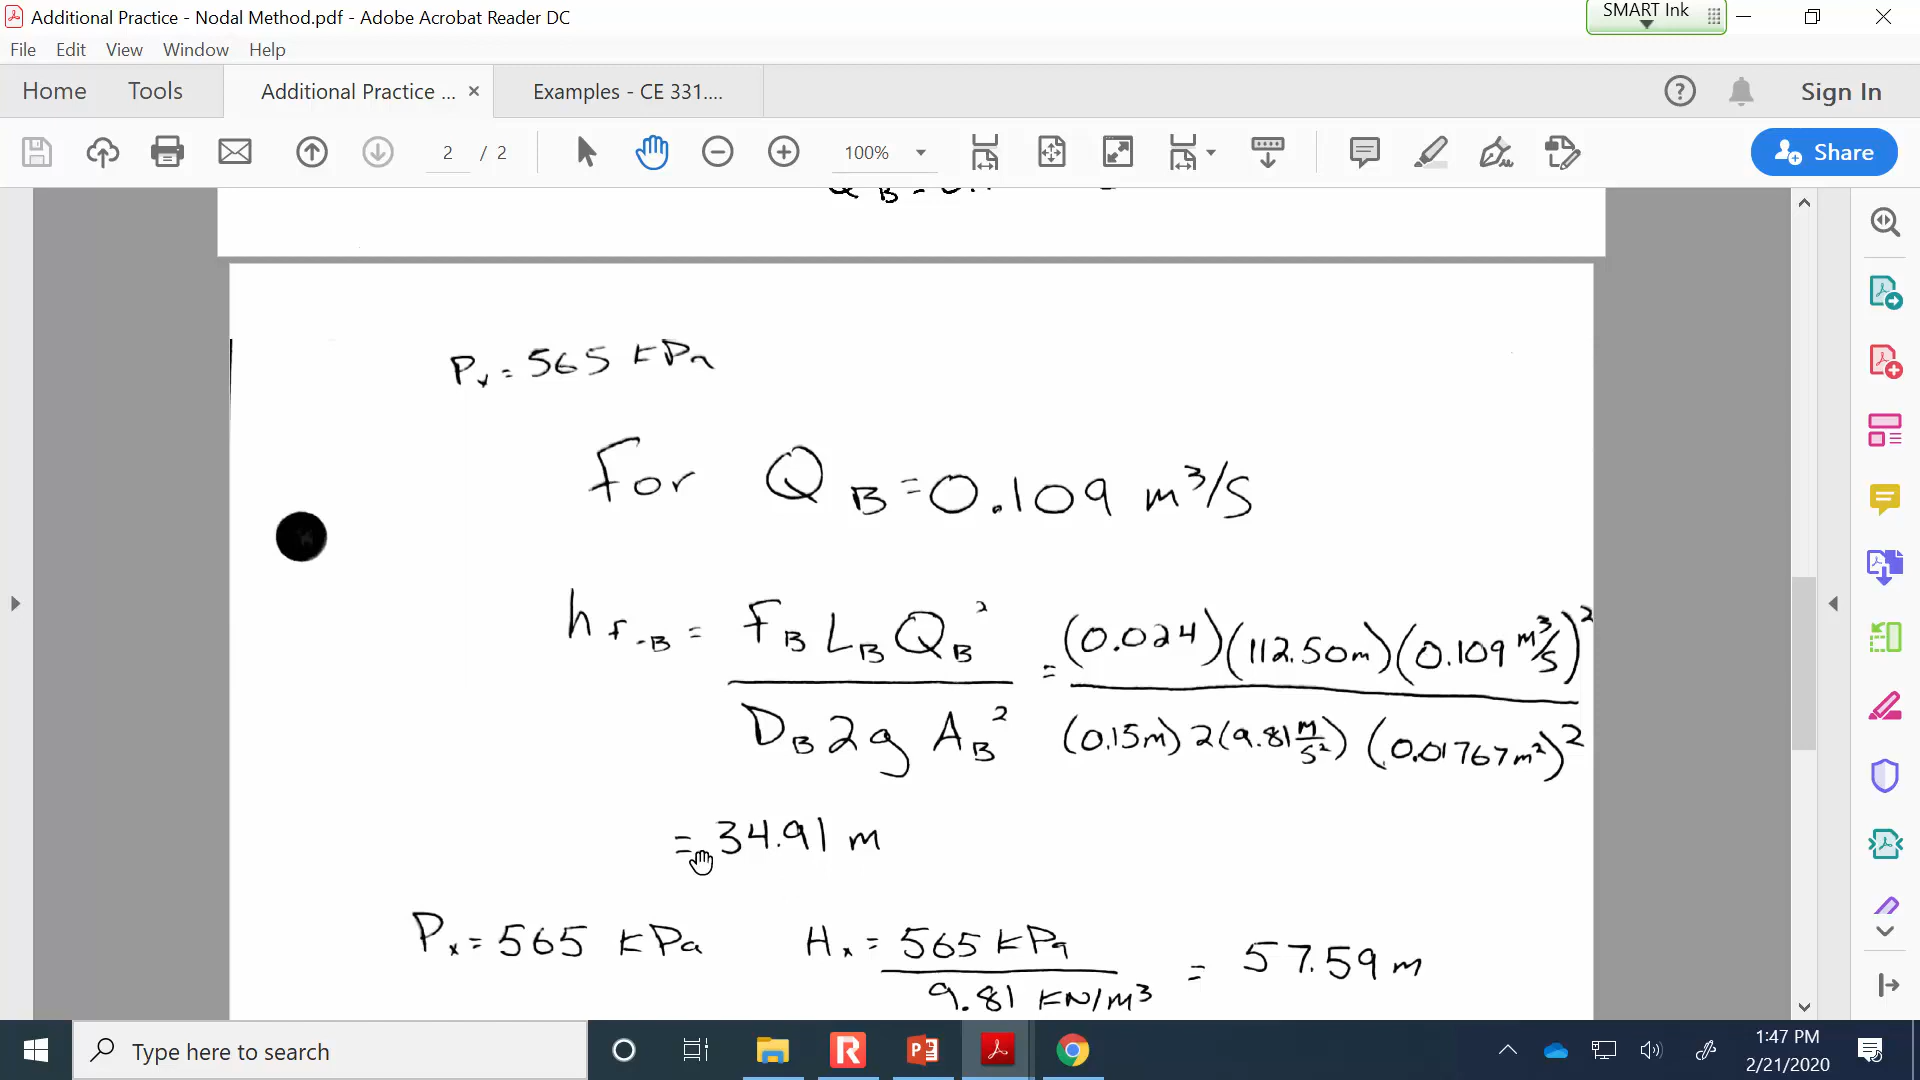 Additional Practice - Nodal Method.pdf - Adobe Acrobat Reader DC
SMART Ink
File Edit View Window Help
Home Tools Additional Practice ... × Examples - CE 331.... Sign In
2 / 2 100% Share
Px = 565 KPa
For QB = 0.109 m³/s
hf-B = fB LB QB² / DB 2g AB² = (0.024)(112.50m)(0.109 m³/s)² / (0.15m) 2(9.81 m/s²) (0.01767m²)²
= 34.91 m
Px = 565 KPa Hx = 565 KPa / 9.81 KN/m³ = 57.59 m
Type here to search
1:47 PM
2/21/2020